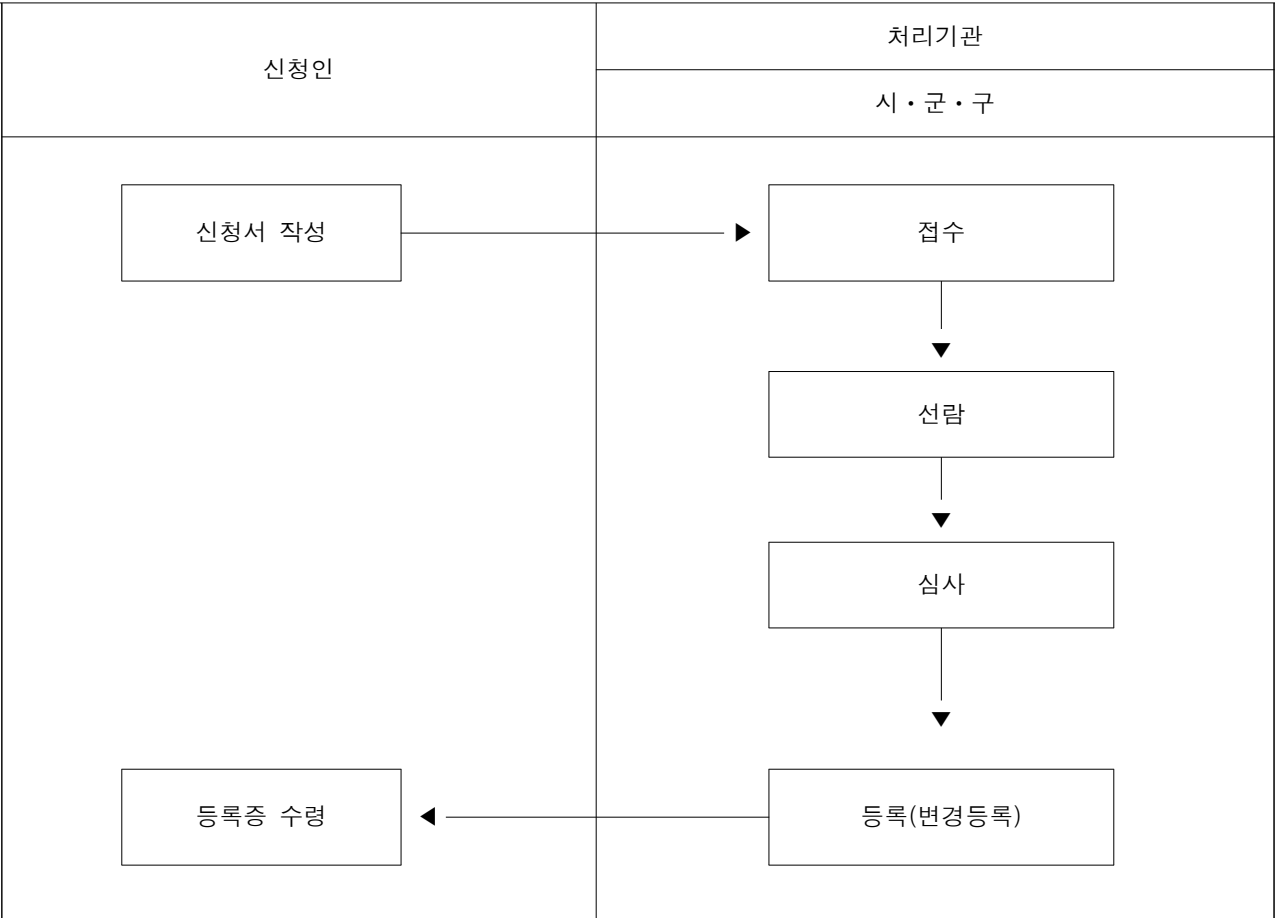 신청인
처리기관
시・군・구
신청서 작성
접수
선람
심사
등록증 수령
등록(변경등록)